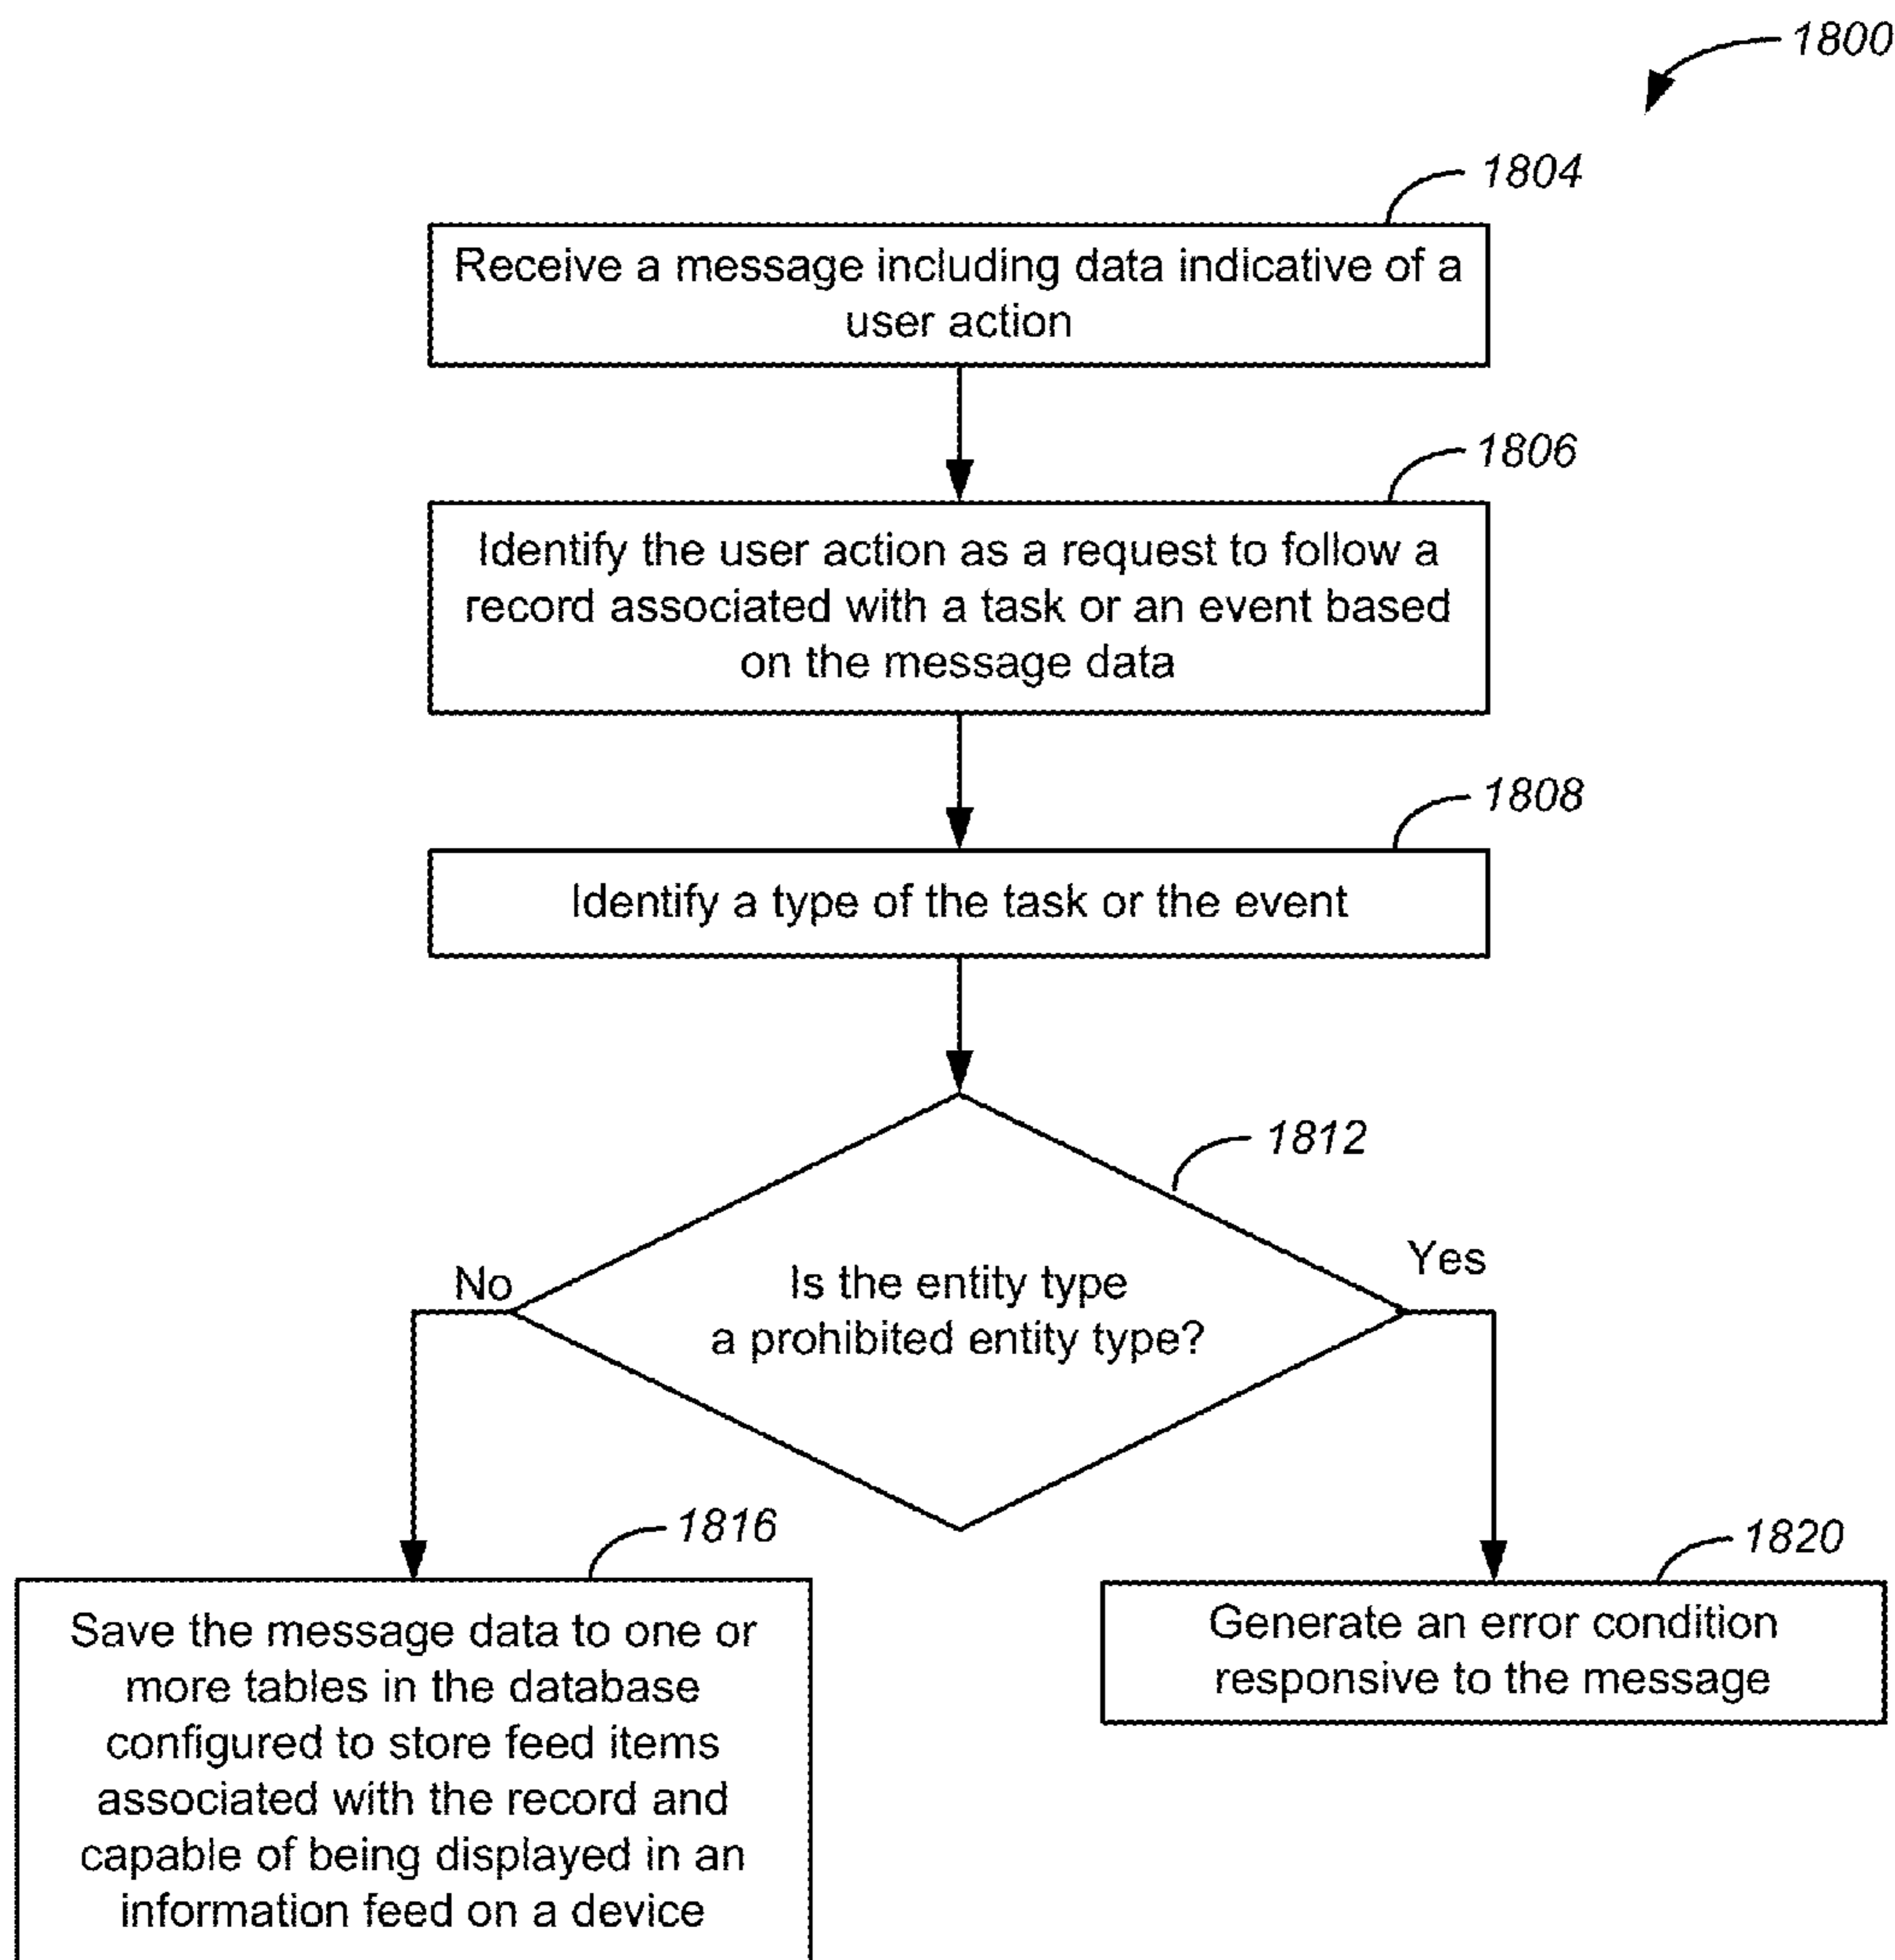 1800
1804
Receive a message including data indicative of a
user action
1806
Identify the user action as a request to follow a
record associated with a task or an event based
on the message data
1808
Identify a type of the task or the event
1812
Is the entity type
a prohibited entity type?
No
Yes
1816
Save the message data to one or
more tables in the database
configured to store feed items
associated with the record and
capable of being displayed in an
information feed on a device
1820
Generate an error condition
responsive to the message